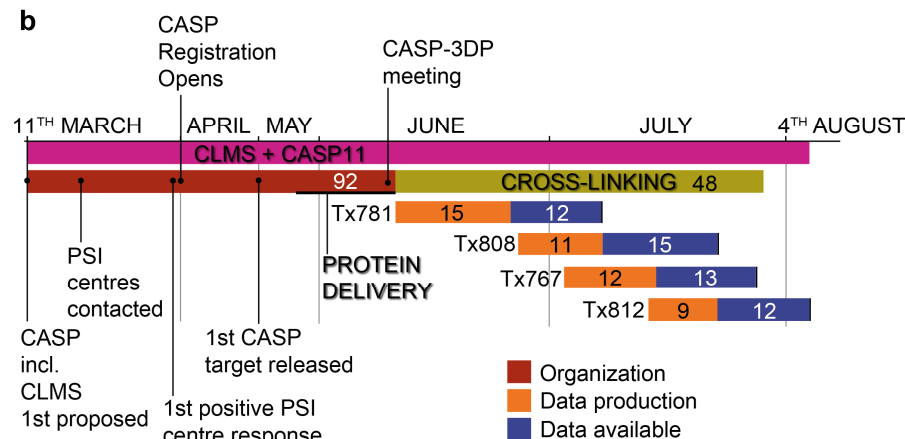 b
CASP
Registration
Opens
CASP-3DP
meeting
11TH MARCH APRIL MAY JUNE JULY 4TH AUGUST
CLMS + CASP11
92 CROSS-LINKING 48
Tx781 15 12
Tx808 11 15
Tx767 12 13
Tx812 9 12
PROTEIN
DELIVERY
PSI
centres
contacted
CASP
incl.
CLMS
1st proposed
1st CASP
target released
1st positive PSI
centre response
Organization
Data production
Data available